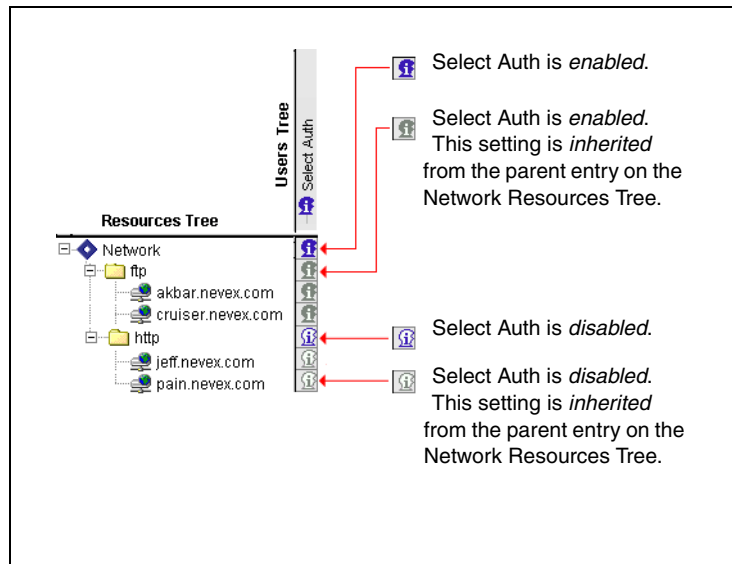 Users Tree
Select Auth
Resources Tree
Network
ftp
akbar.nevex.com
cruiser.nevex.com
http
jeff.nevex.com
pain.nevex.com
Select Auth is enabled.
Select Auth is enabled.
This setting is inherited
from the parent entry on the
Network Resources Tree.
Select Auth is disabled.
Select Auth is disabled.
This setting is inherited
from the parent entry on the
Network Resources Tree.